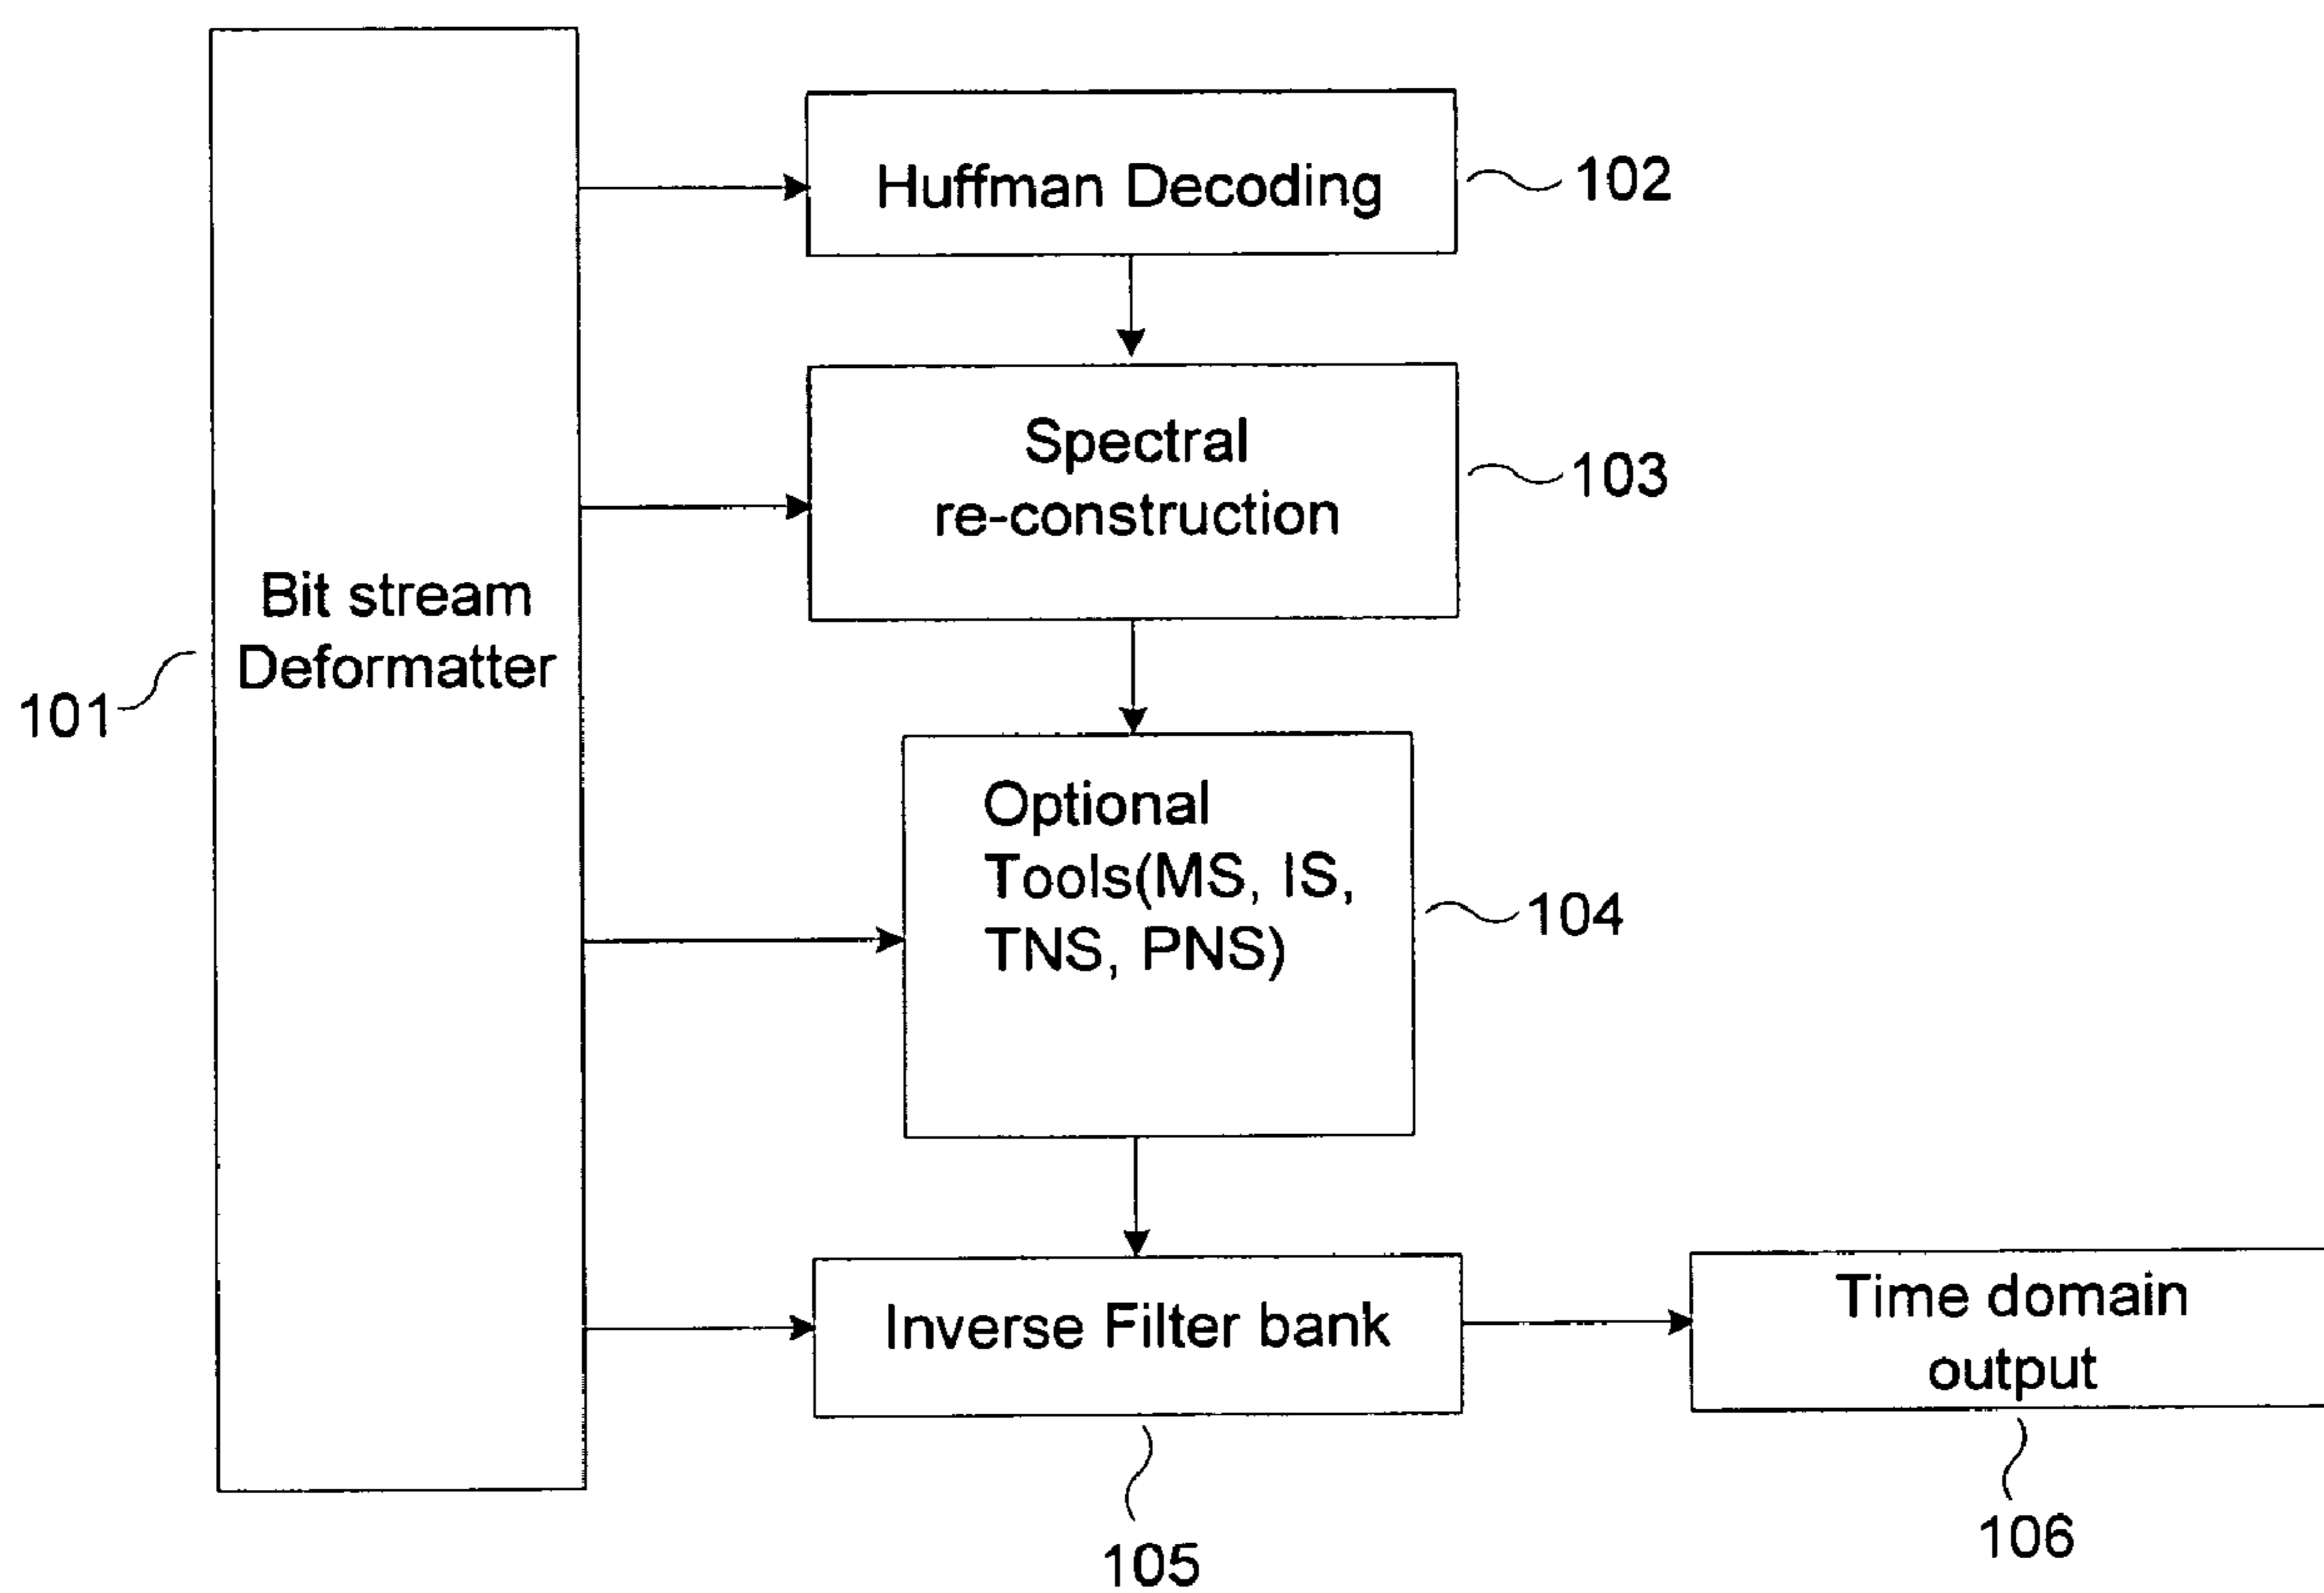 Huffman Decoding
102
Spectral
re-construction
103
Bit stream
Deformatter
101
Optional
Tools(MS, IS,
TNS, PNS)
104
Inverse Filter bank
105
Time domain
output
106